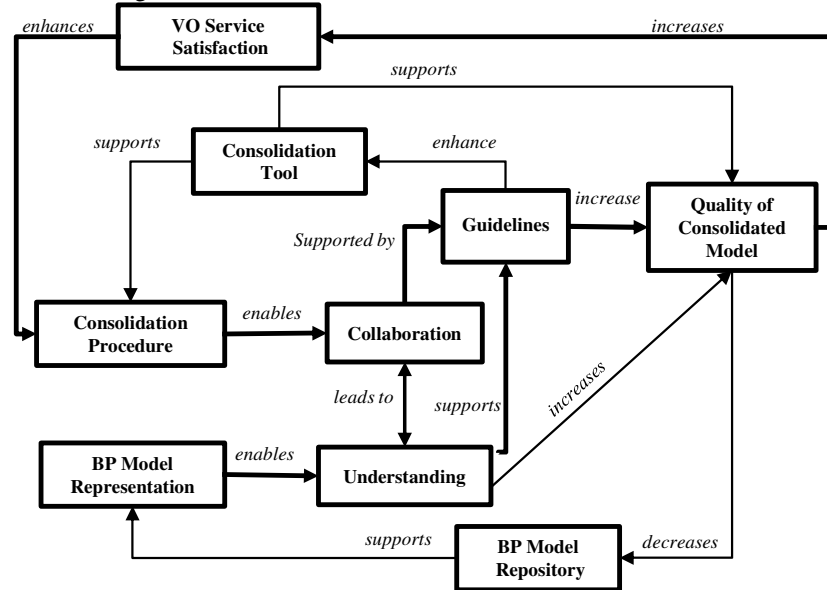 enhances
VO Service
Satisfaction
increases
supports
supports
Consolidation
Tool
enhance
Guidelines
increase
Quality of
Consolidated
Model
Supported by
Consolidation
Procedure
enables
Collaboration
leads to
supports
increases
BP Model
Representation
enables
Understanding
supports
BP Model
Repository
decreases